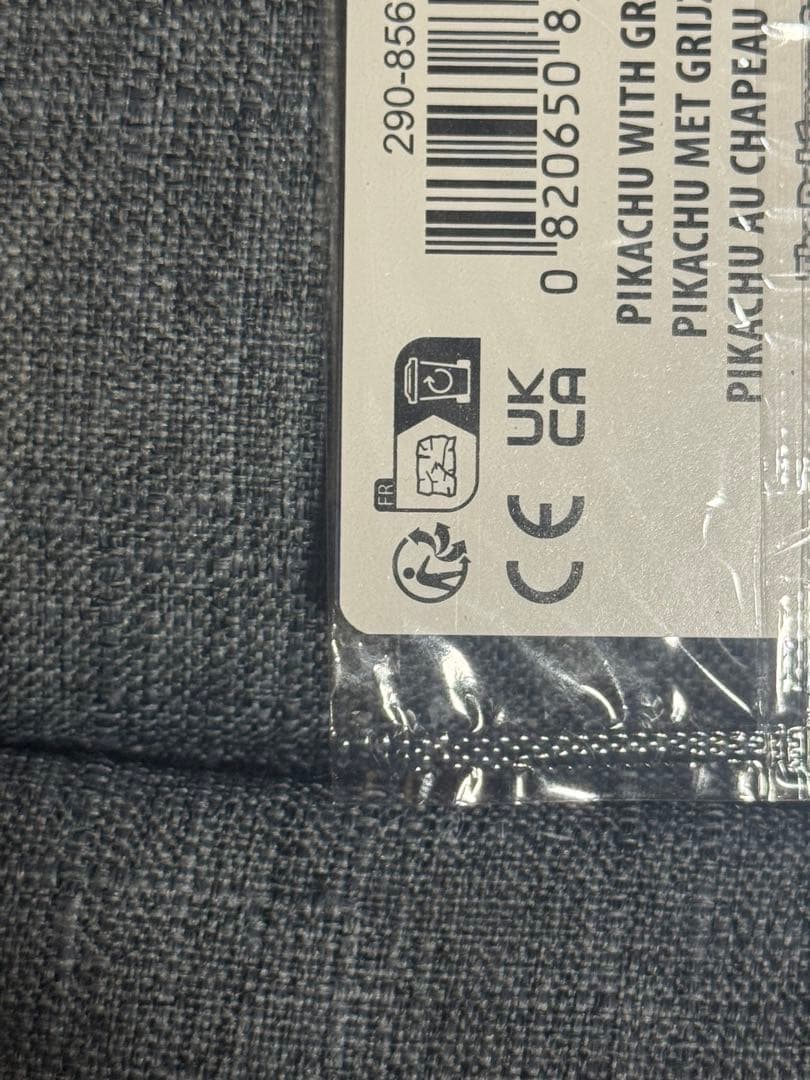 290-856
0 820650 8
PIKACHU WITH GR
PIKACHU MET GRIJ
PIKACHU AU CHAPEAU
FR
UK
CA
CE